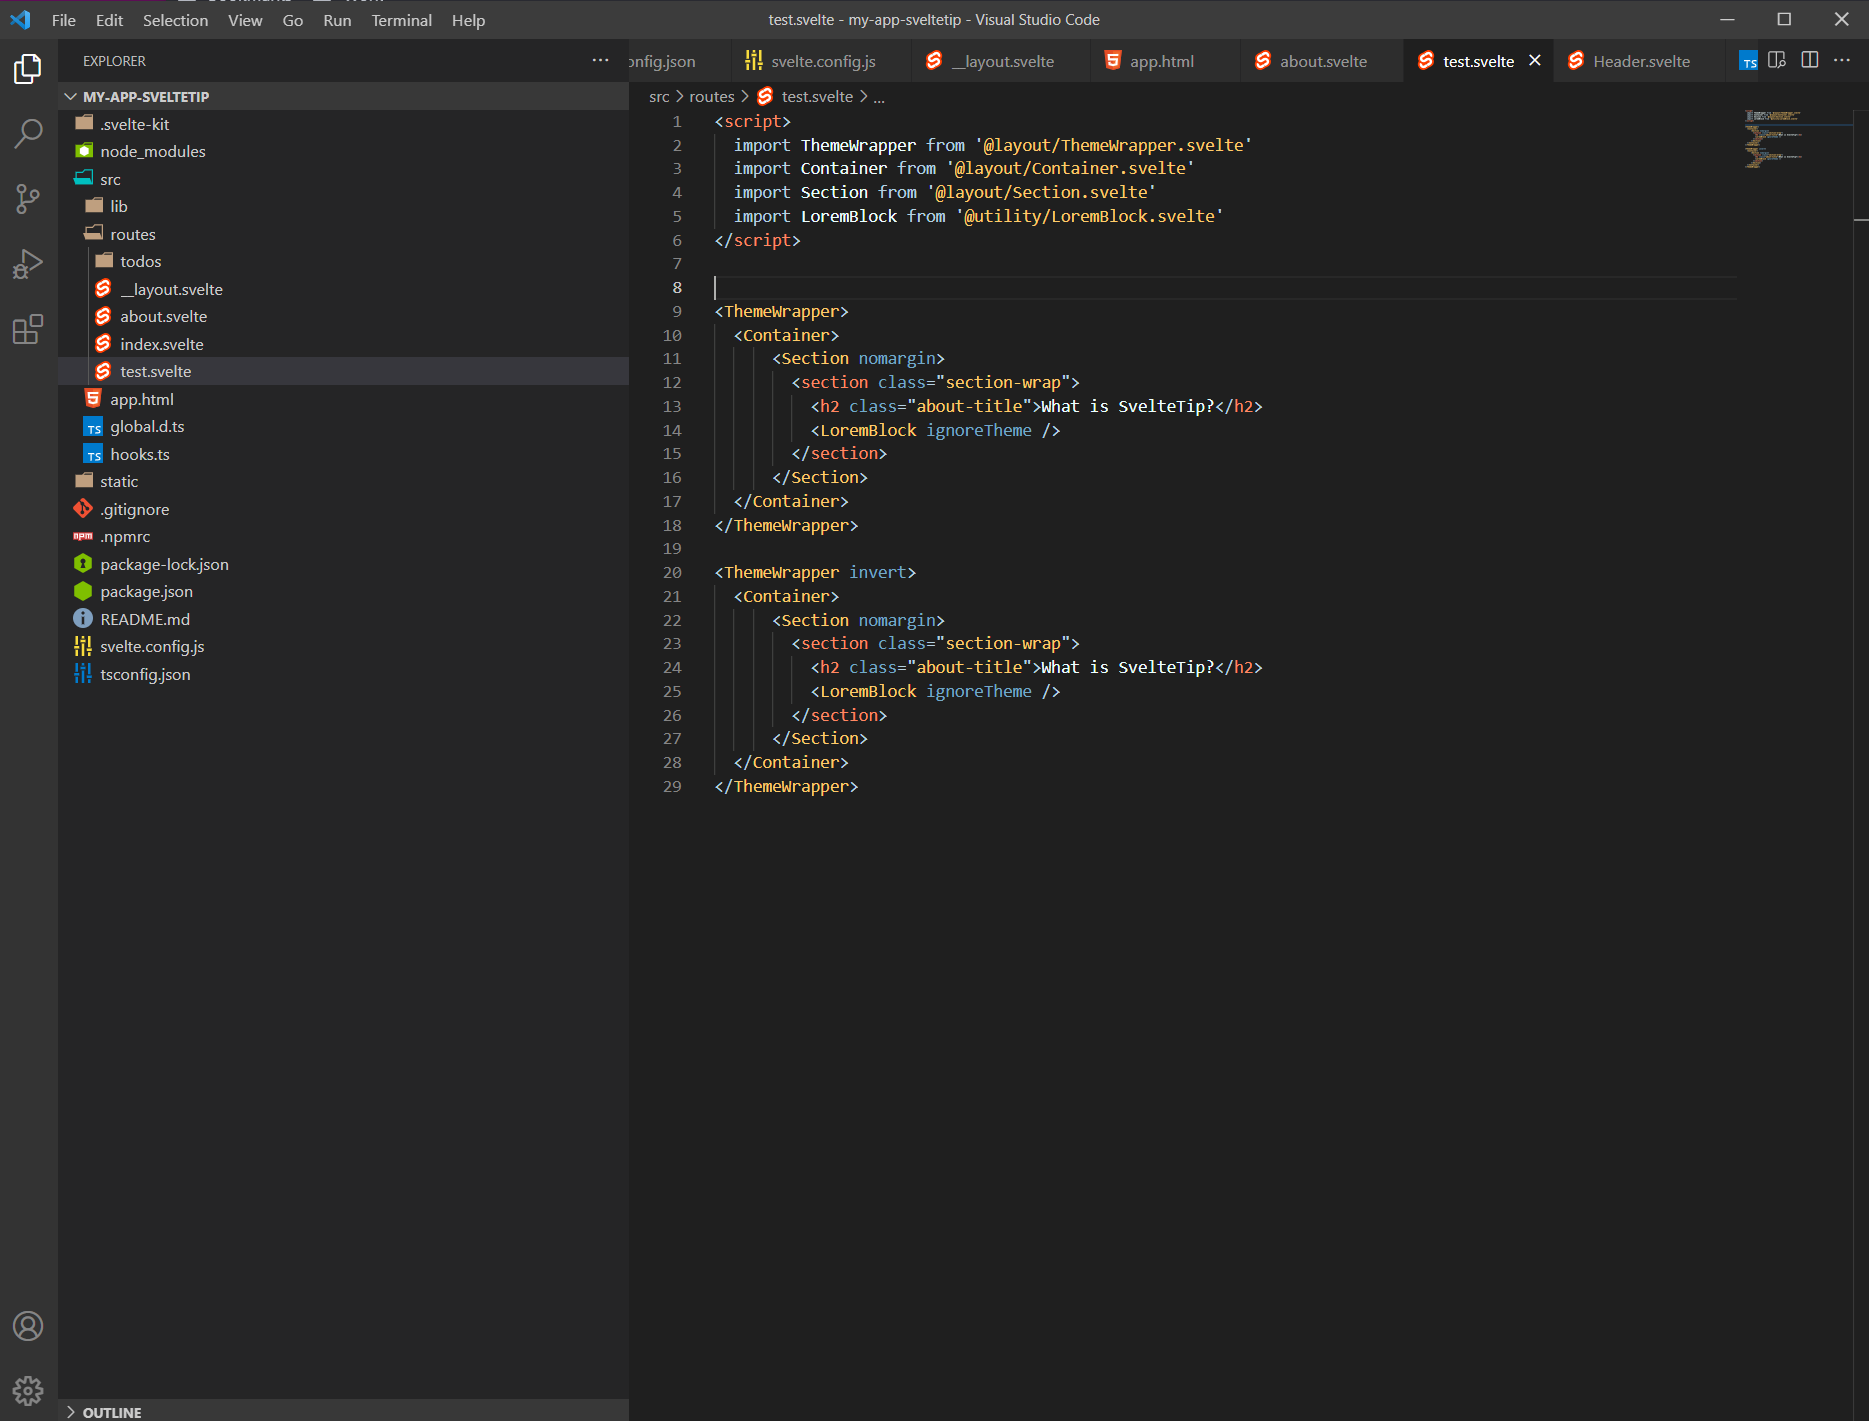 File Edit Selection View Go Run Terminal Help
test.svelte - my-app-sveltetip - Visual Studio Code
EXPLORER
MY-APP-SVELTETIP
.svelte-kit
node_modules
src
lib
routes
todos
__layout.svelte
about.svelte
index.svelte
test.svelte
app.html
TS global.d.ts
TS hooks.ts
static
.gitignore
npm .npmrc
package-lock.json
package.json
README.md
svelte.config.js
tsconfig.json
OUTLINE
onfig.json svelte.config.js __layout.svelte app.html about.svelte test.svelte Header.svelte TS
src > routes > test.svelte > ...
1 <script>
2 import ThemeWrapper from '@layout/ThemeWrapper.svelte'
3 import Container from '@layout/Container.svelte'
4 import Section from '@layout/Section.svelte'
5 import LoremBlock from '@utility/LoremBlock.svelte'
6 </script>
7
8
9 <ThemeWrapper>
10 <Container>
11 <Section nomargin>
12 <section class="section-wrap">
13 <h2 class="about-title">What is SvelteTip?</h2>
14 <LoremBlock ignoreTheme />
15 </section>
16 </Section>
17 </Container>
18 </ThemeWrapper>
19
20 <ThemeWrapper invert>
21 <Container>
22 <Section nomargin>
23 <section class="section-wrap">
24 <h2 class="about-title">What is SvelteTip?</h2>
25 <LoremBlock ignoreTheme />
26 </section>
27 </Section>
28 </Container>
29 </ThemeWrapper>